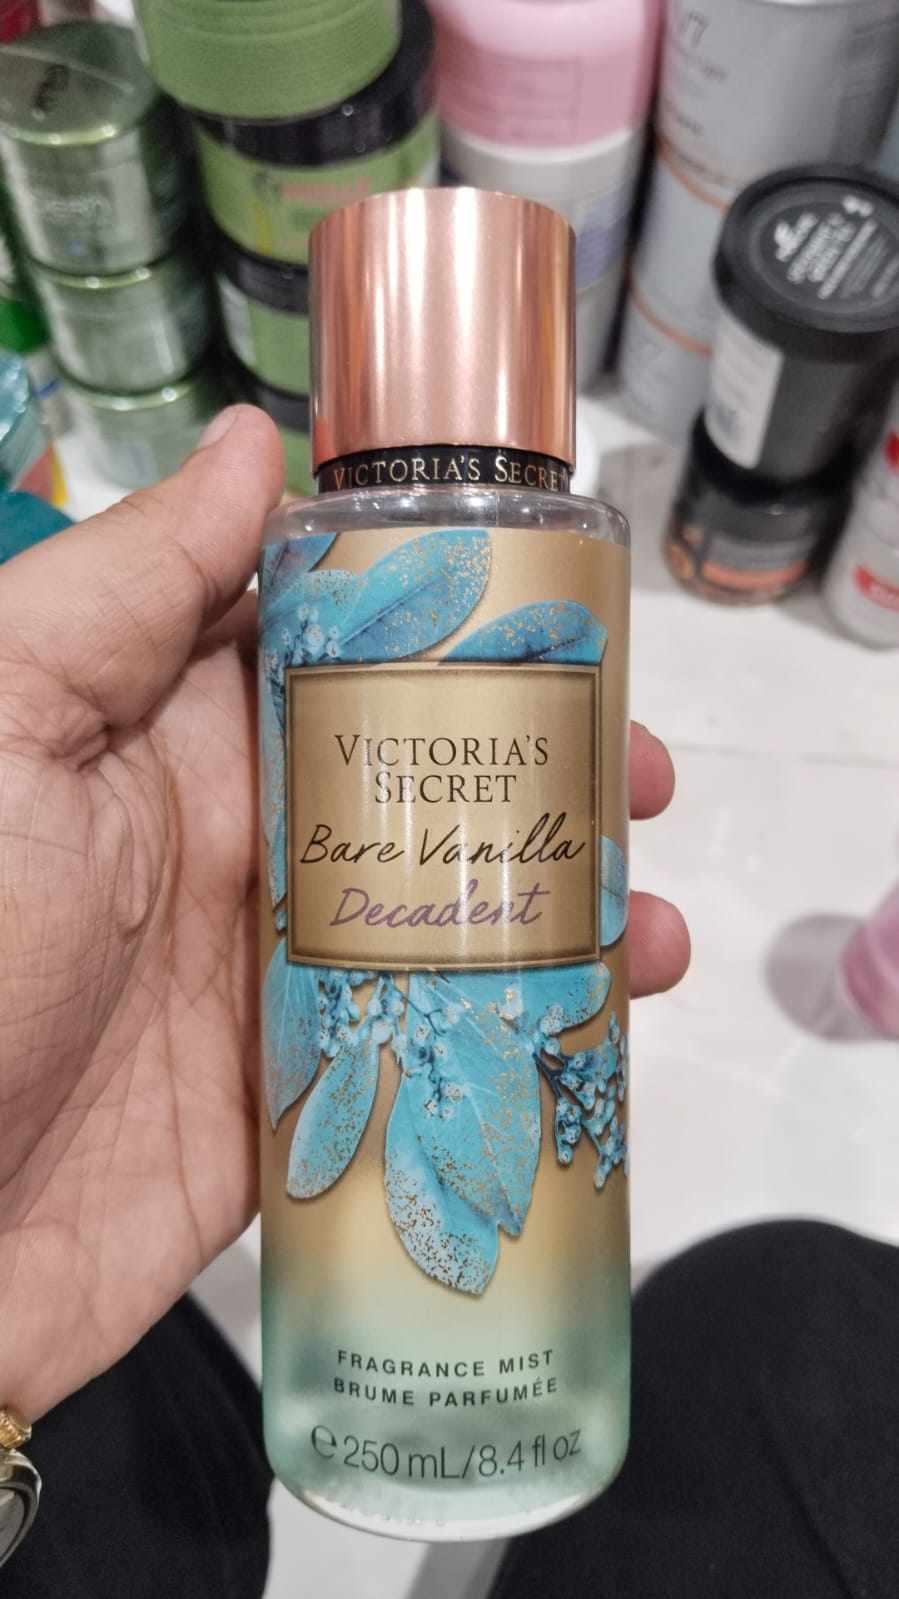 VICTORIA'S SECRET
VICTORIA'S
SECRET
Bare Vanilla
Decadent
FRAGRANCE MIST
BRUME PARFUMÉE
℮ 250 mL/8.4 fl oz